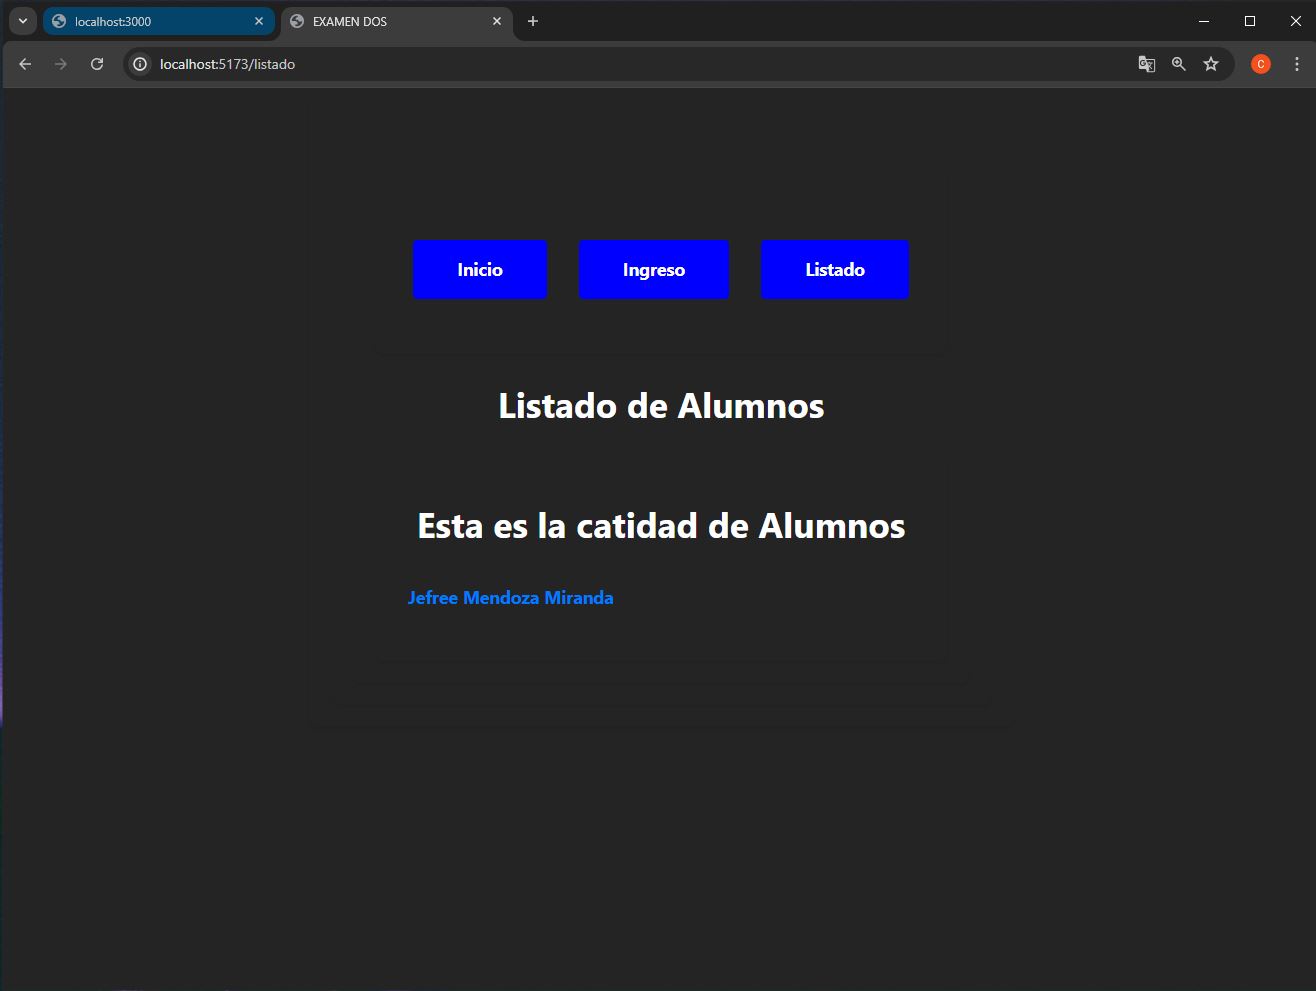 localhost:3000
EXAMEN DOS
localhost:5173/listado
C
Inicio
Ingreso
Listado
Listado de Alumnos
Esta es la catidad de Alumnos
Jefree Mendoza Miranda